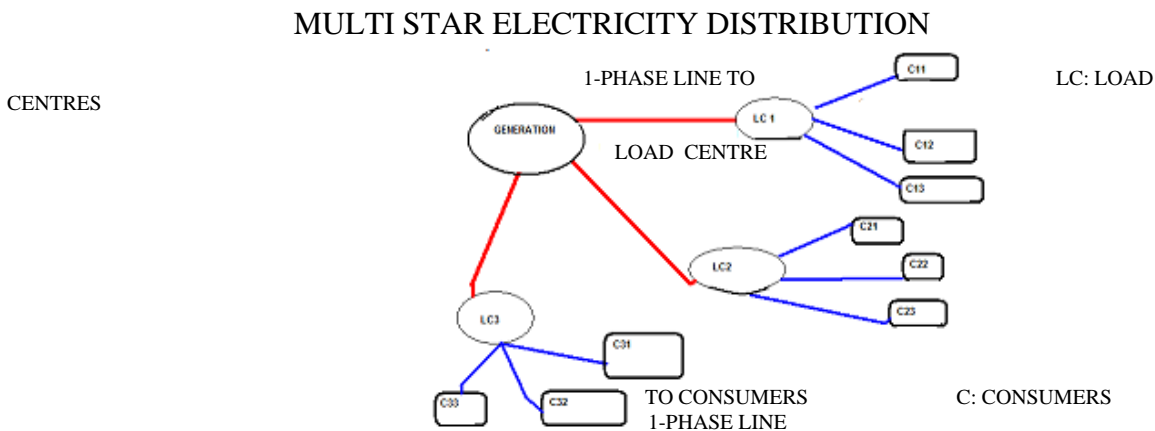 MULTI STAR ELECTRICITY DISTRIBUTION
1-PHASE LINE TO LC: LOAD
CENTRES
C11
LC 1
GENERATION
LOAD CENTRE
C12
C13
C21
LC2
C22
C23
LC3
C31
C33
C32
TO CONSUMERS C: CONSUMERS
1-PHASE LINE